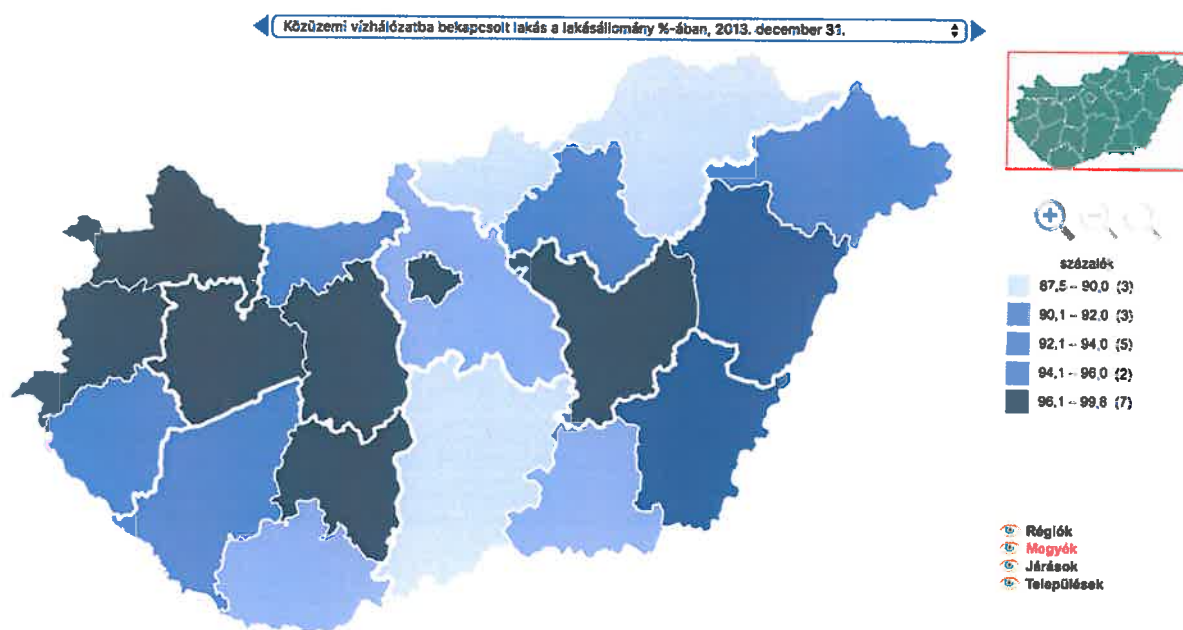 Közüzemi vízhálózatba bekapcsolt lakás a lakásállomány %-ában, 2013. december 31.
százalék
87,5 – 90,0 (3)
90,1 – 92,0 (3)
92,1 – 94,0 (5)
94,1 – 96,0 (2)
96,1 – 99,8 (7)
Régiók
Megyék
Járások
Települések